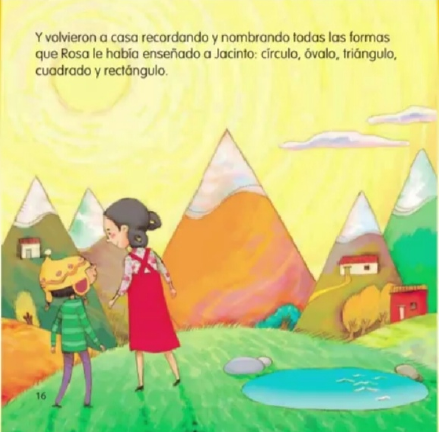 Y volvieron a casa recordando y nombrando todas las formas
que Rosa le había enseñado a Jacinto: círculo, óvalo, triángulo,
cuadrado y rectángulo.
16